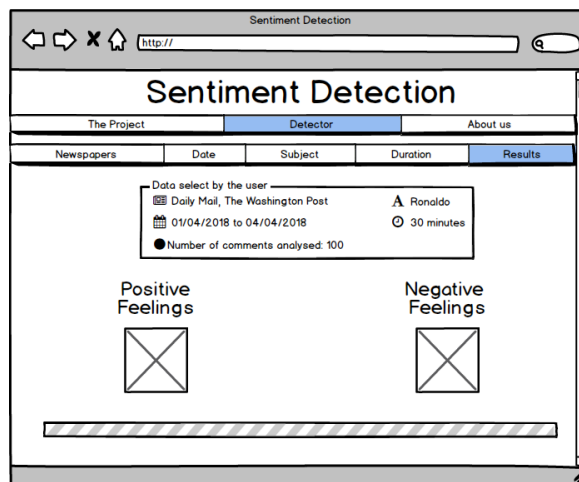 Sentiment Detection
http://
Sentiment Detection
The Project Detector About us
Newspapers Date Subject Duration Results
Data select by the user
Daily Mail, The Washington Post A Ronaldo
01/04/2018 to 04/04/2018 30 minutes
Number of comments analysed: 100
Positive Negative
Feelings Feelings